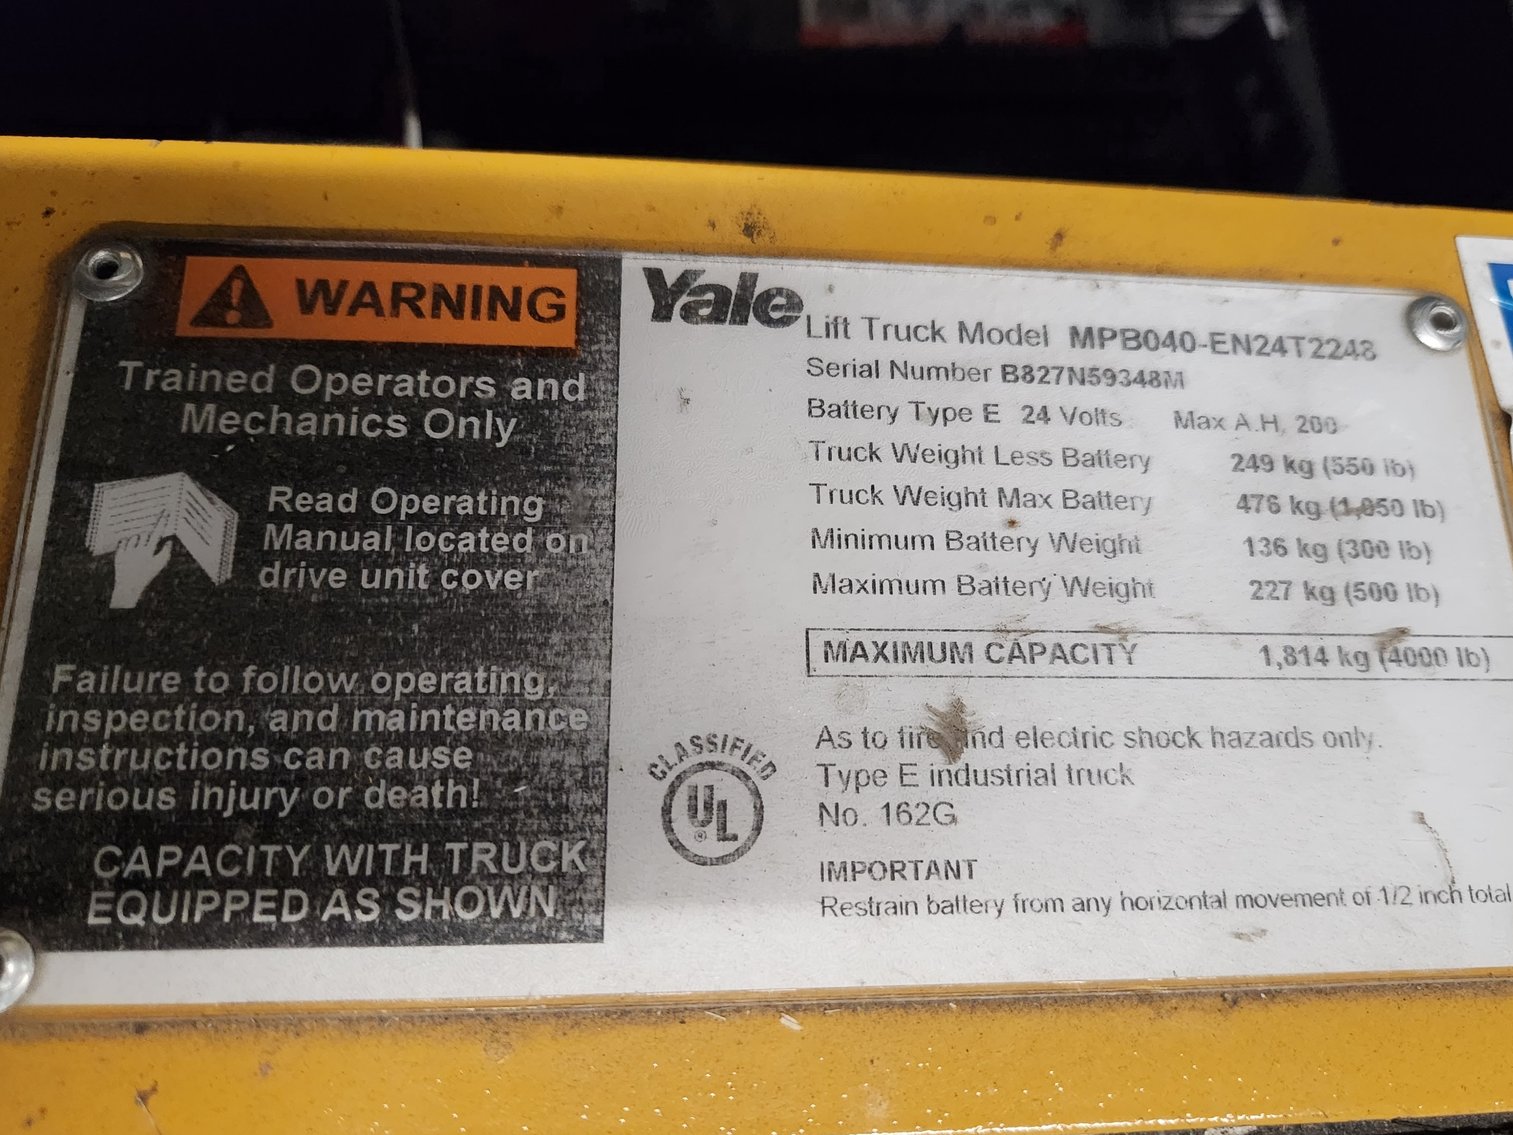 WARNING
Trained Operators and
Mechanics Only
Read Operating
Manual located on
drive unit cover
Failure to follow operating,
inspection, and maintenance
instructions can cause
serious injury or death!
CAPACITY WITH TRUCK
EQUIPPED AS SHOWN
Yale
Lift Truck Model MPB040-EN24T2248
Serial Number B827N59348M
Battery Type E 24 Volts Max A.H. 200
Truck Weight Less Battery 249 kg (550 lb)
Truck Weight Max Battery 476 kg (1,050 lb)
Minimum Battery Weight 136 kg (300 lb)
Maximum Battery Weight 227 kg (500 lb)
MAXIMUM CAPACITY 1,814 kg (4000 lb)
CLASSIFIED
UL ®
As to fire and electric shock hazards only.
Type E industrial truck
No. 162G
IMPORTANT
Restrain battery from any horizontal movement of 1/2 inch total